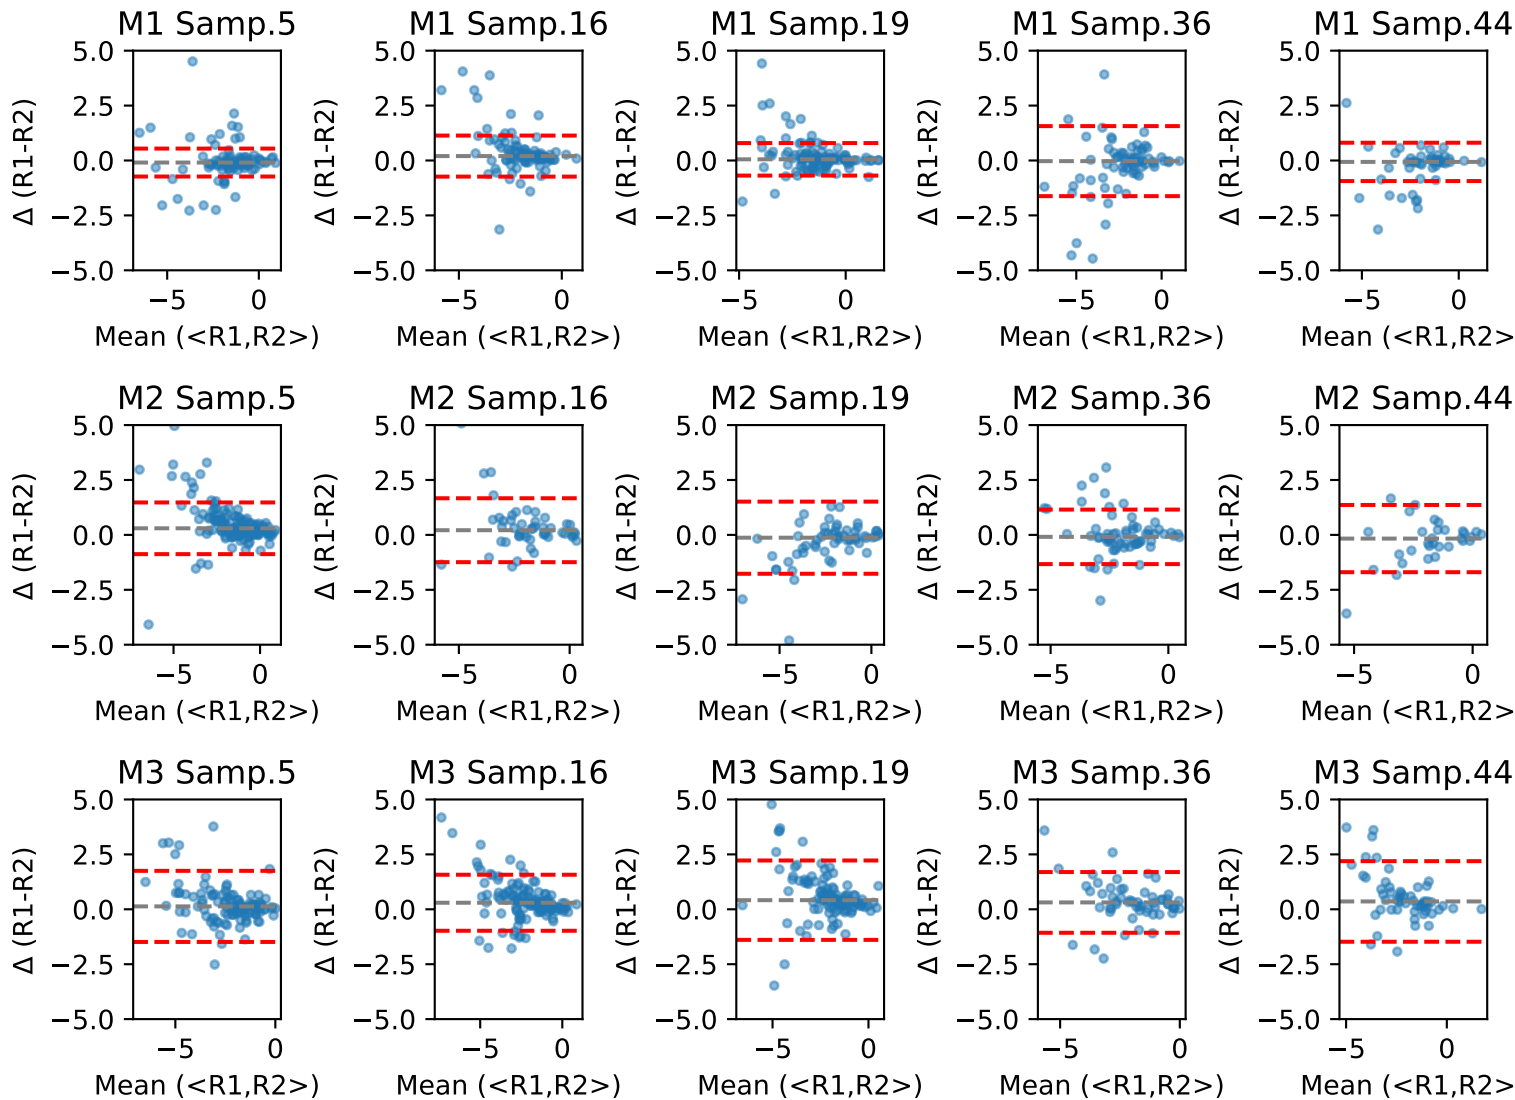 M1 Samp.5 M1 Samp.16 M1 Samp.19 M1 Samp.36 M1 Samp.44
5.0 5.0 5.0 5.0 5.0
2.5 2.5 2.5 2.5 2.5
0.0 0.0 0.0 0.0 0.0
−2.5 −2.5 −2.5 −2.5 −2.5
−5.0 −5.0 −5.0 −5.0 −5.0
Δ (R1-R2) Δ (R1-R2) Δ (R1-R2) Δ (R1-R2) Δ (R1-R2)
−5 0 −5 0 −5 0 −5 0 −5 0
Mean (<R1,R2>) Mean (<R1,R2>) Mean (<R1,R2>) Mean (<R1,R2>) Mean (<R1,R2>
M2 Samp.5 M2 Samp.16 M2 Samp.19 M2 Samp.36 M2 Samp.44
5.0 5.0 5.0 5.0 5.0
2.5 2.5 2.5 2.5 2.5
0.0 0.0 0.0 0.0 0.0
−2.5 −2.5 −2.5 −2.5 −2.5
−5.0 −5.0 −5.0 −5.0 −5.0
Δ (R1-R2) Δ (R1-R2) Δ (R1-R2) Δ (R1-R2) Δ (R1-R2)
−5 0 −5 0 −5 0 −5 0 −5 0
Mean (<R1,R2>) Mean (<R1,R2>) Mean (<R1,R2>) Mean (<R1,R2>) Mean (<R1,R2>
M3 Samp.5 M3 Samp.16 M3 Samp.19 M3 Samp.36 M3 Samp.44
5.0 5.0 5.0 5.0 5.0
2.5 2.5 2.5 2.5 2.5
0.0 0.0 0.0 0.0 0.0
−2.5 −2.5 −2.5 −2.5 −2.5
−5.0 −5.0 −5.0 −5.0 −5.0
Δ (R1-R2) Δ (R1-R2) Δ (R1-R2) Δ (R1-R2) Δ (R1-R2)
−5 0 −5 0 −5 0 −5 0 −5 0
Mean (<R1,R2>) Mean (<R1,R2>) Mean (<R1,R2>) Mean (<R1,R2>) Mean (<R1,R2>